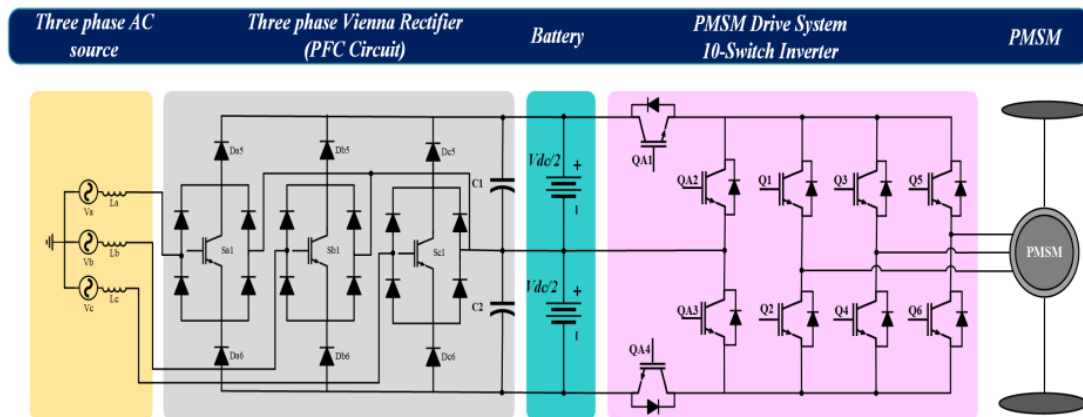 Three phase AC
source
Three phase Vienna Rectifier
(PFC Circuit)
Battery
PMSM Drive System
10-Switch Inverter
PMSM
Da5
Db5
Dc5
C1
Vdc/2
+
-
QA1
QA2
Q1
Q3
Q5
Va
La
Sa1
Sb1
Sc1
Vb
Lb
PMSM
Vc
Lc
C2
Vdc/2
+
-
QA3
Q2
Q4
Q6
Da6
Db6
Dc6
QA4